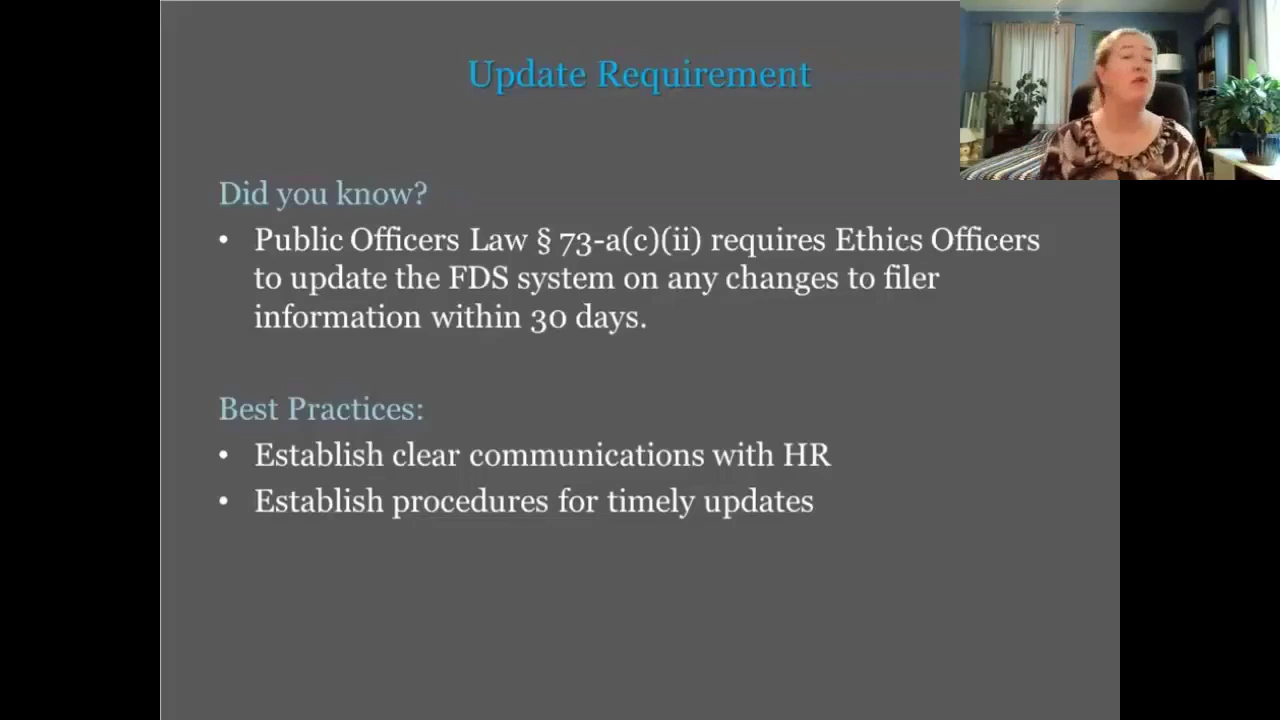 Update Requirement
Did you know?
• Public Officers Law § 73-a(c)(ii) requires Ethics Officers
to update the FDS system on any changes to filer
information within 30 days.
Best Practices:
• Establish clear communications with HR
• Establish procedures for timely updates